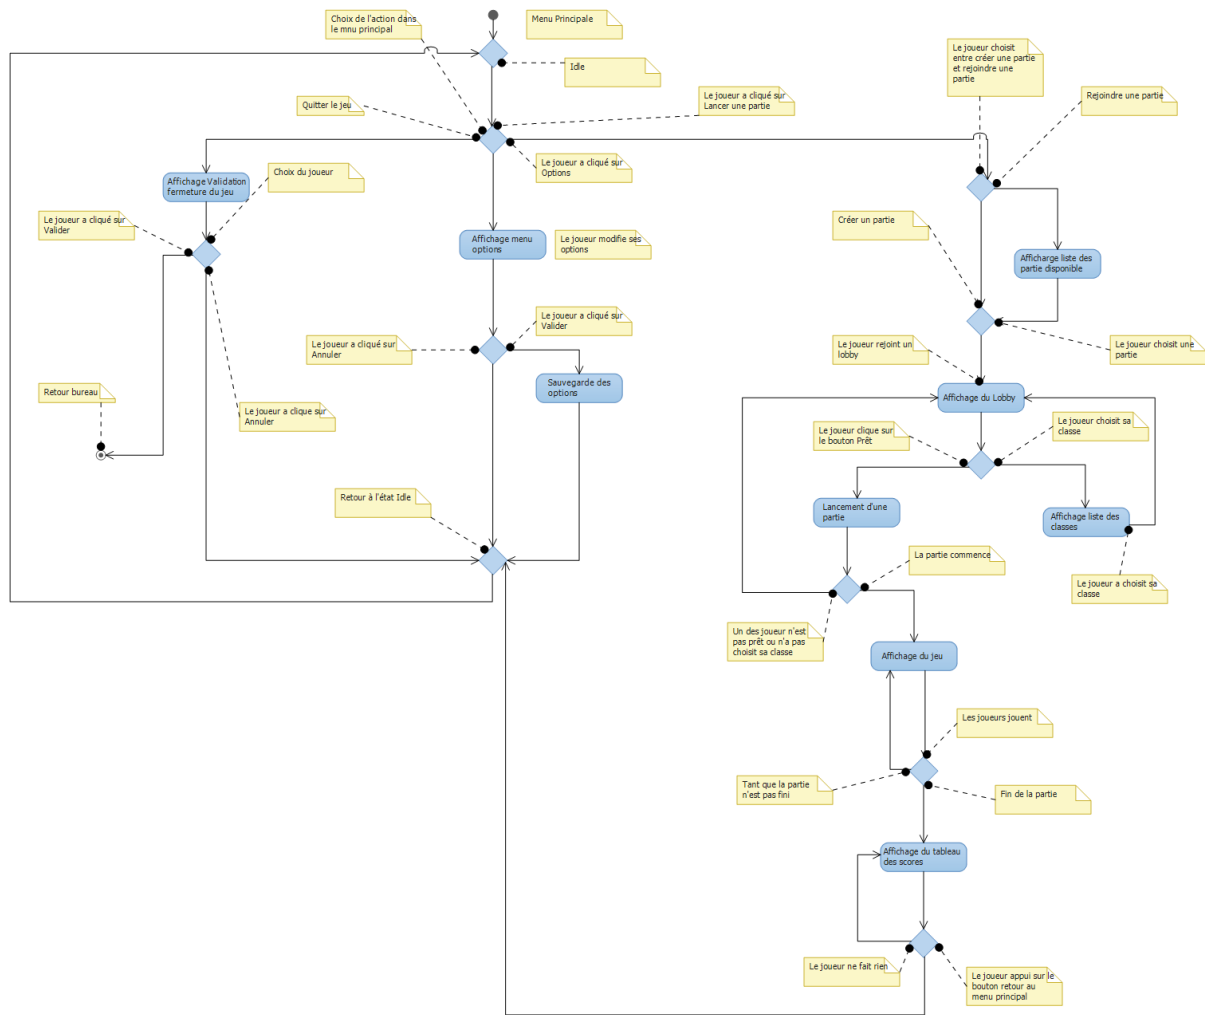 Choix de l'action dans
le mnu principal
Menu Principale
Idle
Le joueur choisit
entre créer une partie
et rejoindre une
partie
Rejoindre une partie
Quitter le jeu
Le joueur a cliqué sur
Lancer une partie
Le joueur a cliqué sur
Options
Choix du joueur
Affichage Validation
fermeture du jeu
Le joueur a cliqué sur
Valider
Affichage menu
options
Le joueur modifie ses
options
Créer un partie
Afficharge liste des
partie disponible
Le joueur a cliqué sur
Valider
Le joueur a cliqué sur
Annuler
Le joueur rejoint un
lobby
Le joueur choisit une
partie
Retour bureau
Sauvegarde des
options
Affichage du Lobby
Le joueur a clique sur
Annuler
Le joueur clique sur
le bouton Prêt
Le joueur choisit sa
classe
Retour à l'état Idle
Lancement d'une
partie
Affichage liste des
classes
La partie commence
Le joueur a choisit sa
classe
Un des joueur n'est
pas prêt ou n'a pas
choisit sa classe
Affichage du jeu
Les joueurs jouent
Tant que la partie
n'est pas fini
Fin de la partie
Affichage du tableau
des scores
Le joueur ne fait rien
Le joueur appui sur le
bouton retour au
menu principal